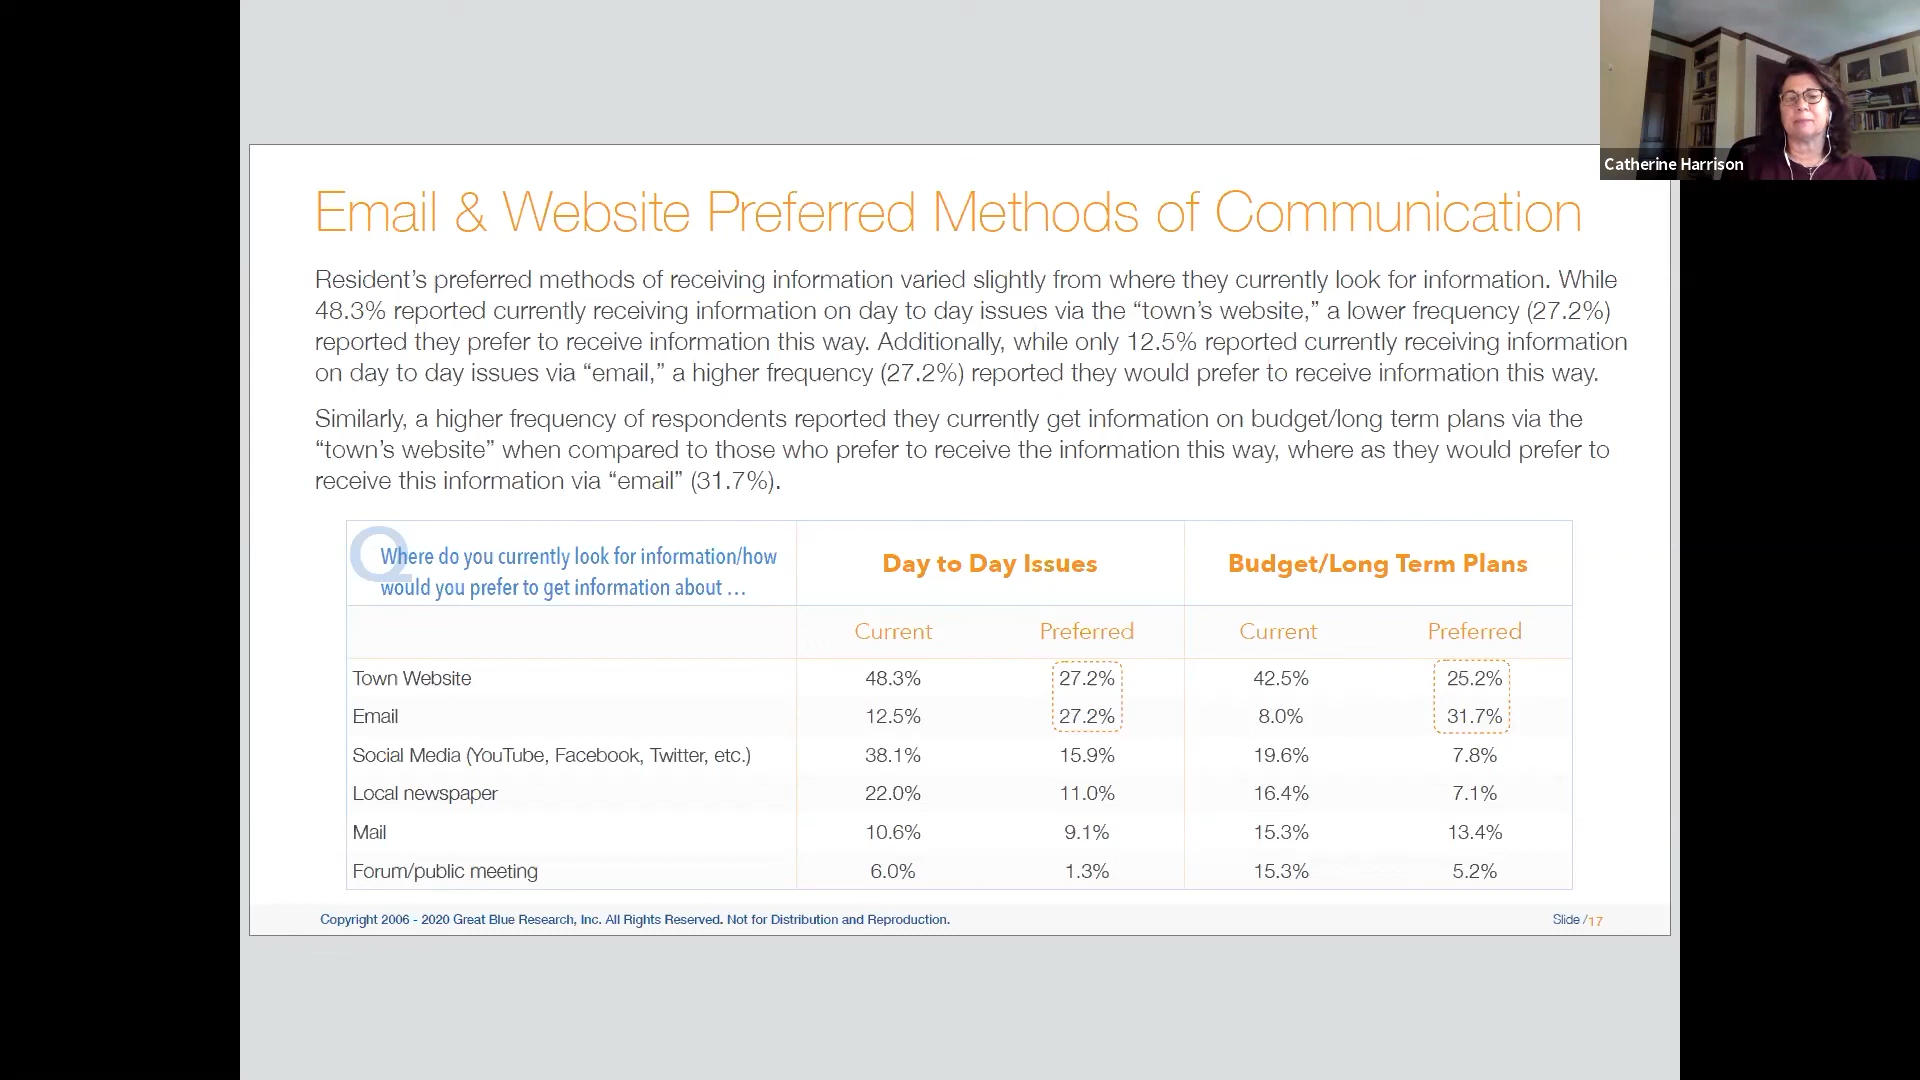 Catherine Harrison
Email & Website Preferred Methods of Communication
Resident's preferred methods of receiving information varied slightly from where they currently look for information. While
48.3% reported currently receiving information on day to day issues via the “town's website,” a lower frequency (27.2%)
reported they prefer to receive information this way. Additionally, while only 12.5% reported currently receiving information
on day to day issues via “email,” a higher frequency (27.2%) reported they would prefer to receive information this way.
Similarly, a higher frequency of respondents reported they currently get information on budget/long term plans via the
“town's website” when compared to those who prefer to receive the information this way, where as they would prefer to
receive this information via “email” (31.7%).
Q
Where do you currently look for information/how
would you prefer to get information about …
Day to Day Issues Budget/Long Term Plans
Current Preferred Current Preferred
Town Website 48.3% 27.2% 42.5% 25.2%
Email 12.5% 27.2% 8.0% 31.7%
Social Media (YouTube, Facebook, Twitter, etc.) 38.1% 15.9% 19.6% 7.8%
Local newspaper 22.0% 11.0% 16.4% 7.1%
Mail 10.6% 9.1% 15.3% 13.4%
Forum/public meeting 6.0% 1.3% 15.3% 5.2%
Copyright 2006 - 2020 Great Blue Research, Inc. All Rights Reserved. Not for Distribution and Reproduction. Slide /17